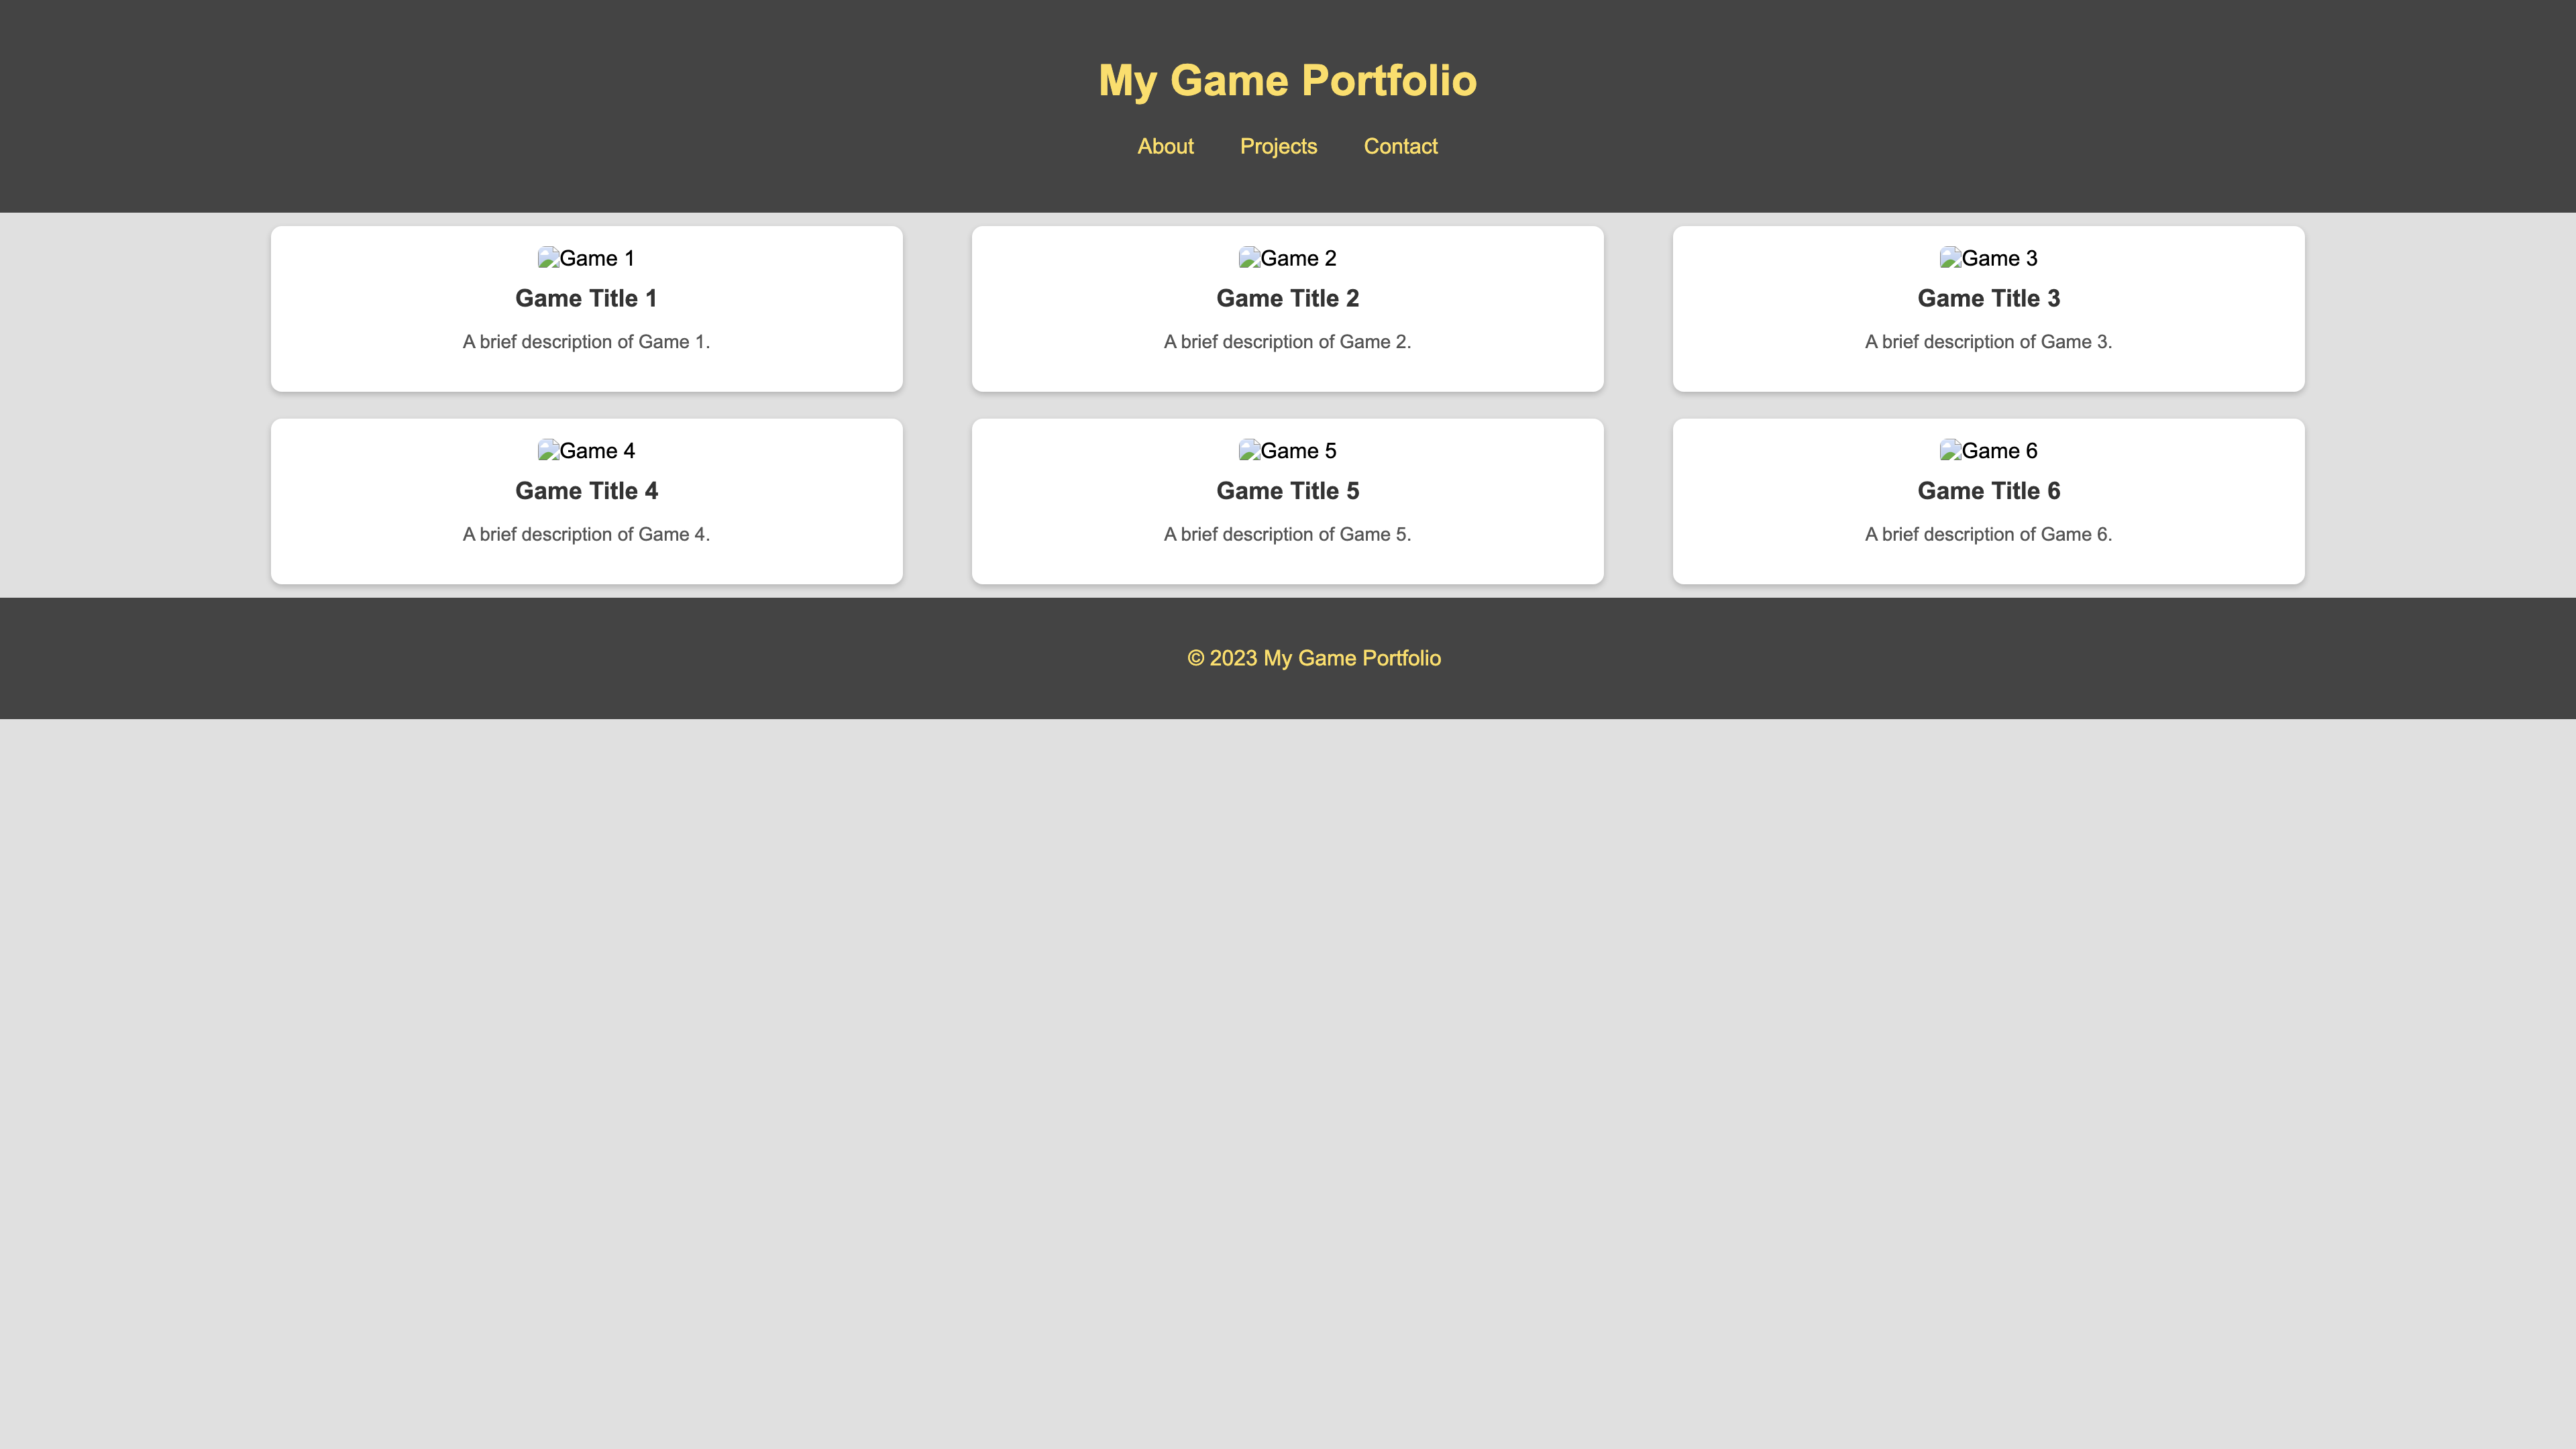 My Game Portfolio
About Projects Contact
Game 1
Game Title 1
A brief description of Game 1.
Game 2
Game Title 2
A brief description of Game 2.
Game 3
Game Title 3
A brief description of Game 3.
Game 4
Game Title 4
A brief description of Game 4.
Game 5
Game Title 5
A brief description of Game 5.
Game 6
Game Title 6
A brief description of Game 6.
© 2023 My Game Portfolio